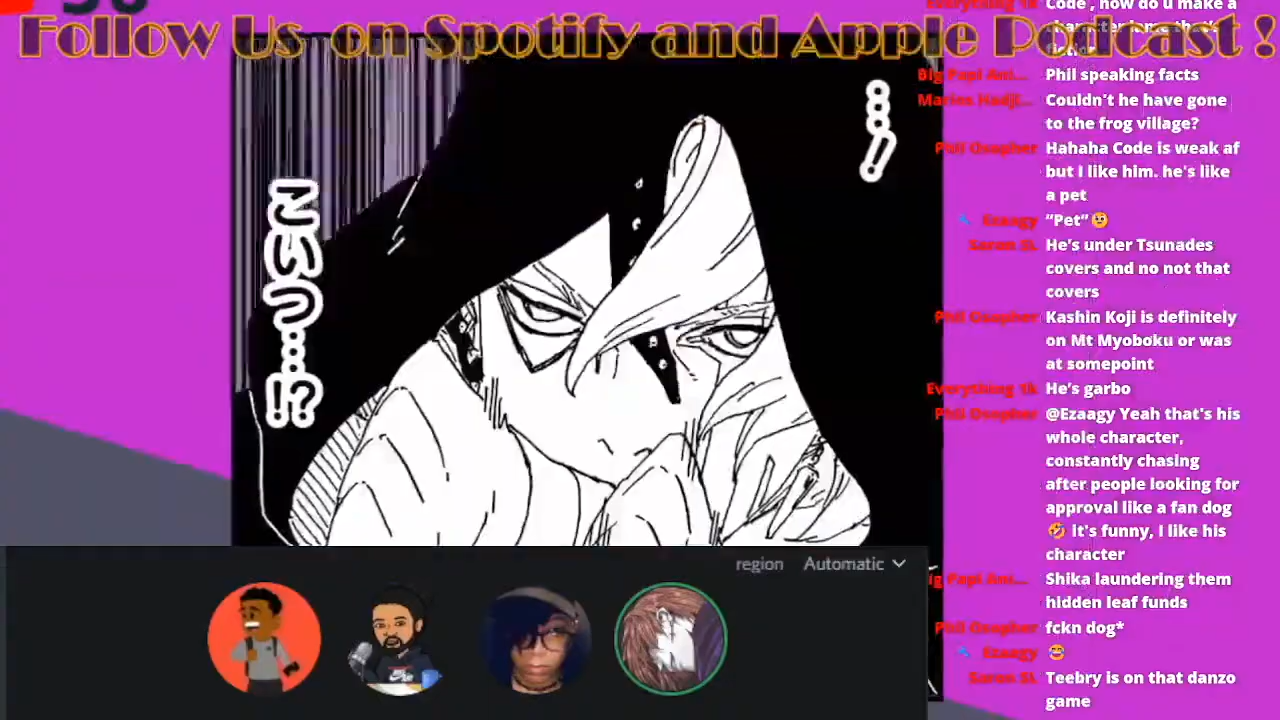 Follow Us on Spotify and Apple Podcast !
Code , how do u make a
Phil speaking facts
Couldn't he have gone
to the frog village?
Hahaha Code is weak af
but I like him. he's like
a pet
Ezaagy “Pet”🤨
He’s under Tsunades
covers and no not that
covers
Kashin Koji is definitely
on Mt Myoboku or was
at somepoint
Everything 1k He’s garbo
@Ezaagy Yeah that's his
whole character,
constantly chasing
after people looking for
approval like a fan dog
🤣 it's funny, I like his
character
Shika laundering them
hidden leaf funds
fckn dog*
Ezaagy 😂
Teebry is on that danzo
game
…!
こいつ…!?
region Automatic